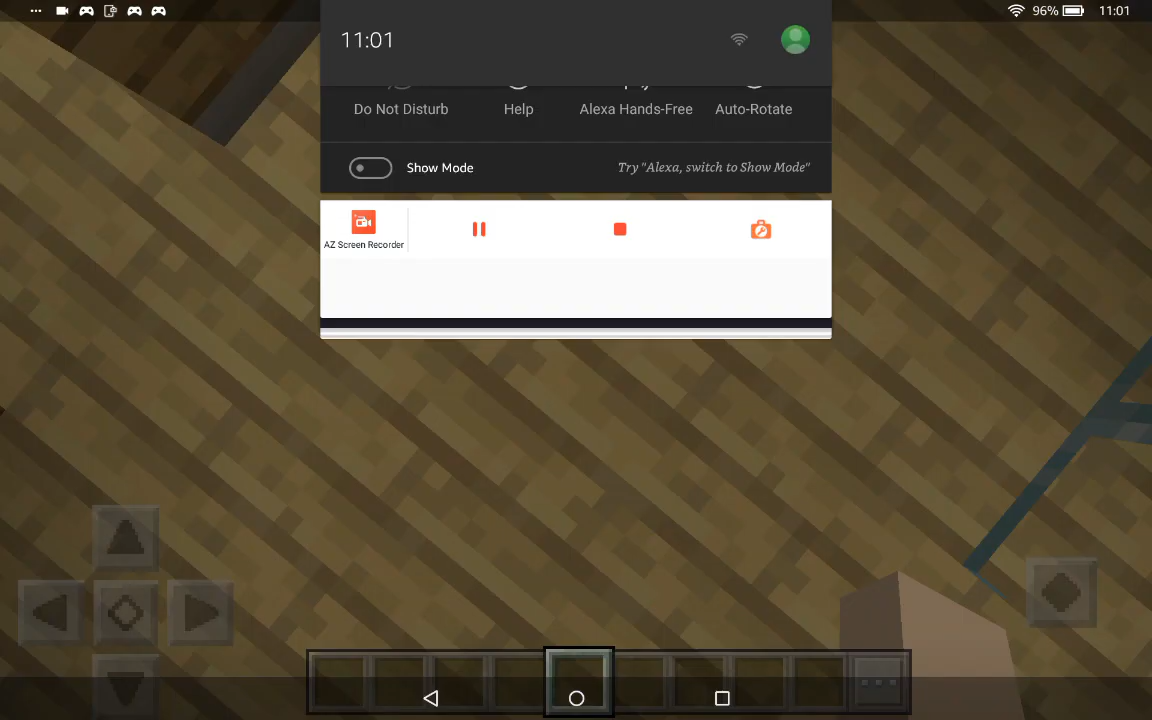 96% 11:01
11:01
Do Not Disturb Help Alexa Hands-Free Auto-Rotate
Show Mode Try "Alexa, switch to Show Mode"
AZ Screen Recorder